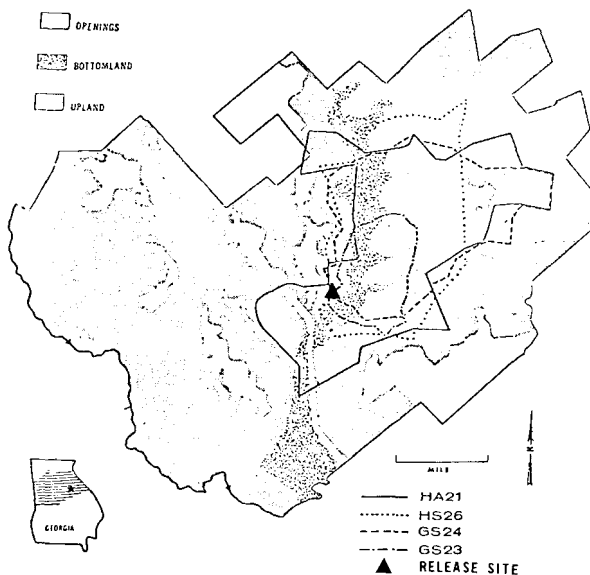 OPENINGS
BOTTOMLAND
UPLAND
N
MILE
GEORGIA
HA21
HS26
GS24
GS23
RELEASE SITE